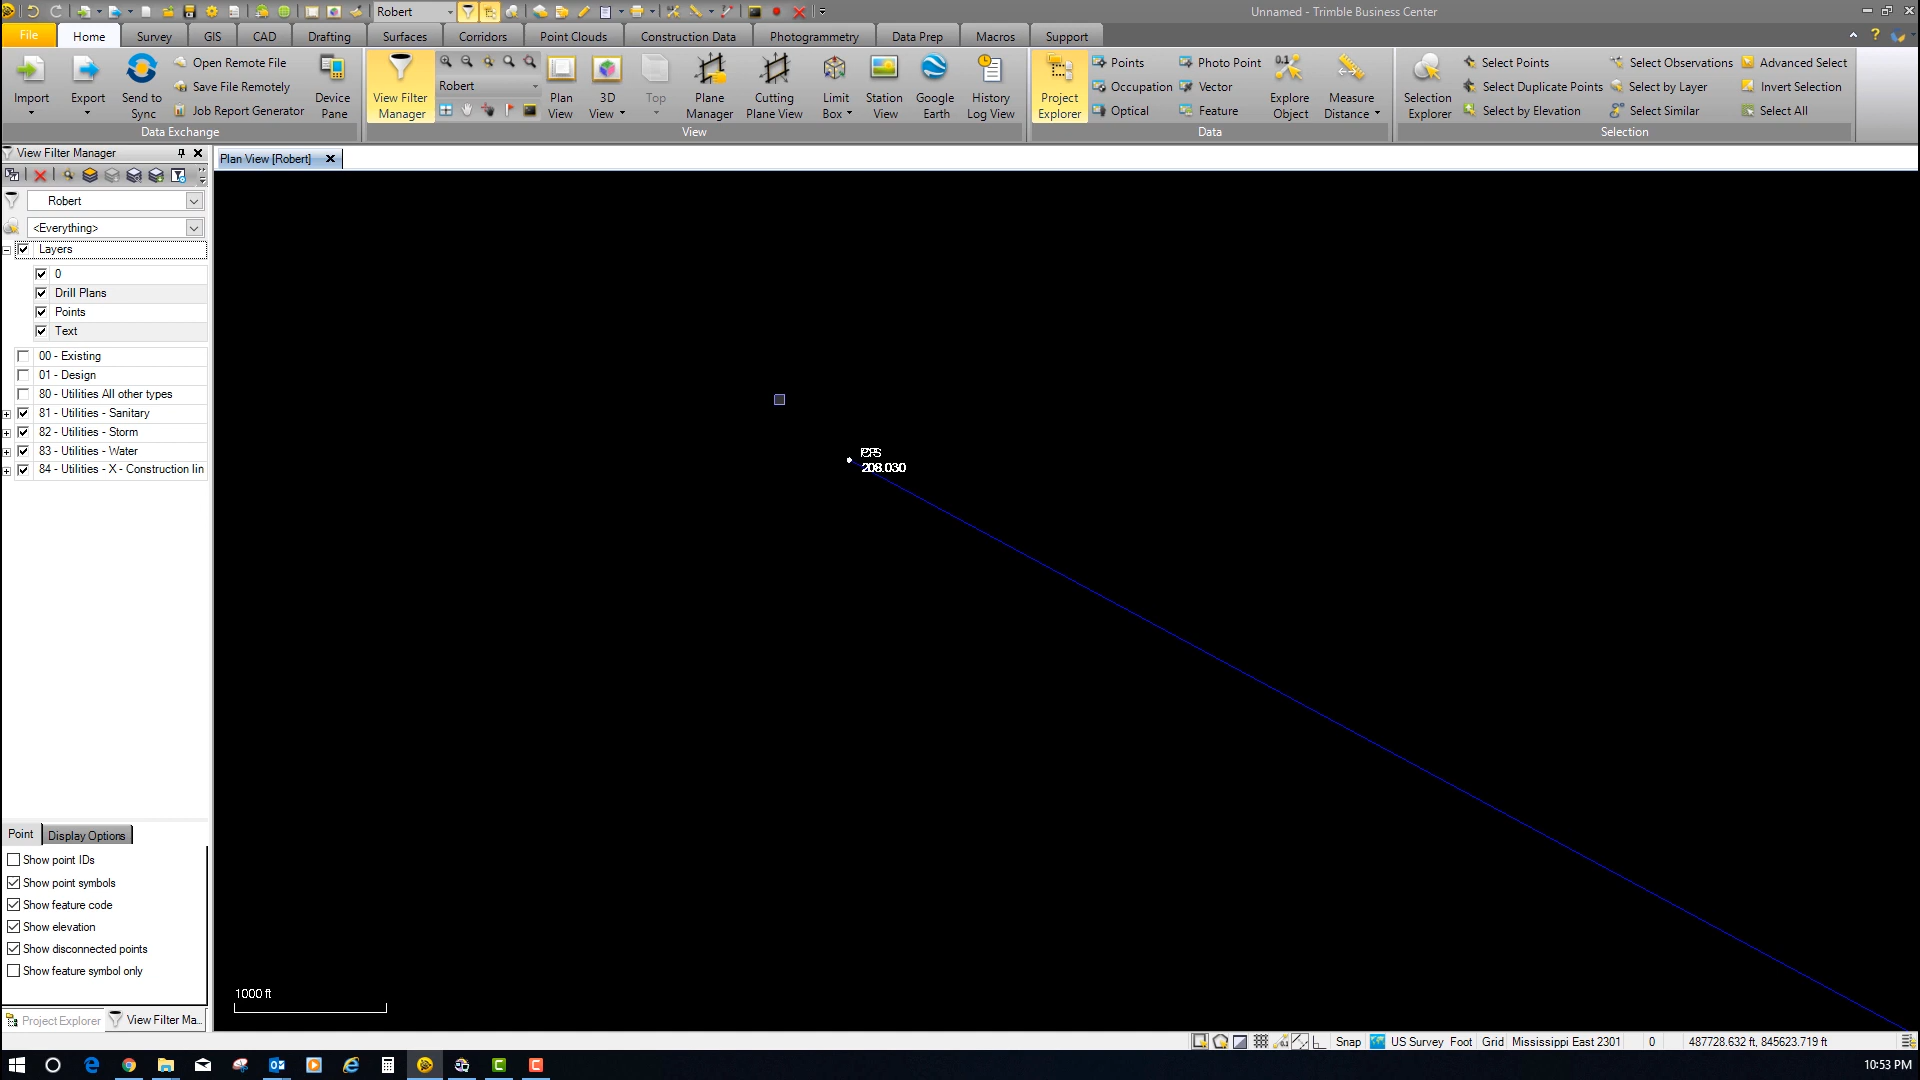 Robert
Unnamed - Trimble Business Center
File Home Survey GIS CAD Drafting Surfaces Corridors Point Clouds Construction Data Photogrammetry Data Prep Macros Support
Import
Export
Send to Sync
Open Remote File
Save File Remotely
Job Report Generator
Device Pane
Data Exchange
View Filter Manager
Robert
Plan View
3D View
Top
Plane Manager
Cutting Plane View
Limit Box
Station View
Google Earth
History Log View
View
Project Explorer
Points
Occupation
Optical
Photo Point
Vector
Feature
Explore Object
Measure Distance
Data
Selection Explorer
Select Points
Select Duplicate Points
Select by Elevation
Select Observations
Select by Layer
Select Similar
Advanced Select
Invert Selection
Select All
Selection
View Filter Manager
Plan View [Robert]
Robert
<Everything>
Layers
0
Drill Plans
Points
Text
00 - Existing
01 - Design
80 - Utilities All other types
81 - Utilities - Sanitary
82 - Utilities - Storm
83 - Utilities - Water
84 - Utilities - X - Construction lin
208.030
Point Display Options
Show point IDs
Show point symbols
Show feature code
Show elevation
Show disconnected points
Show feature symbol only
1000 ft
Project Explorer View Filter Ma...
Snap US Survey Foot Grid Mississippi East 2301 0 487728.632 ft, 845623.719 ft
10:53 PM